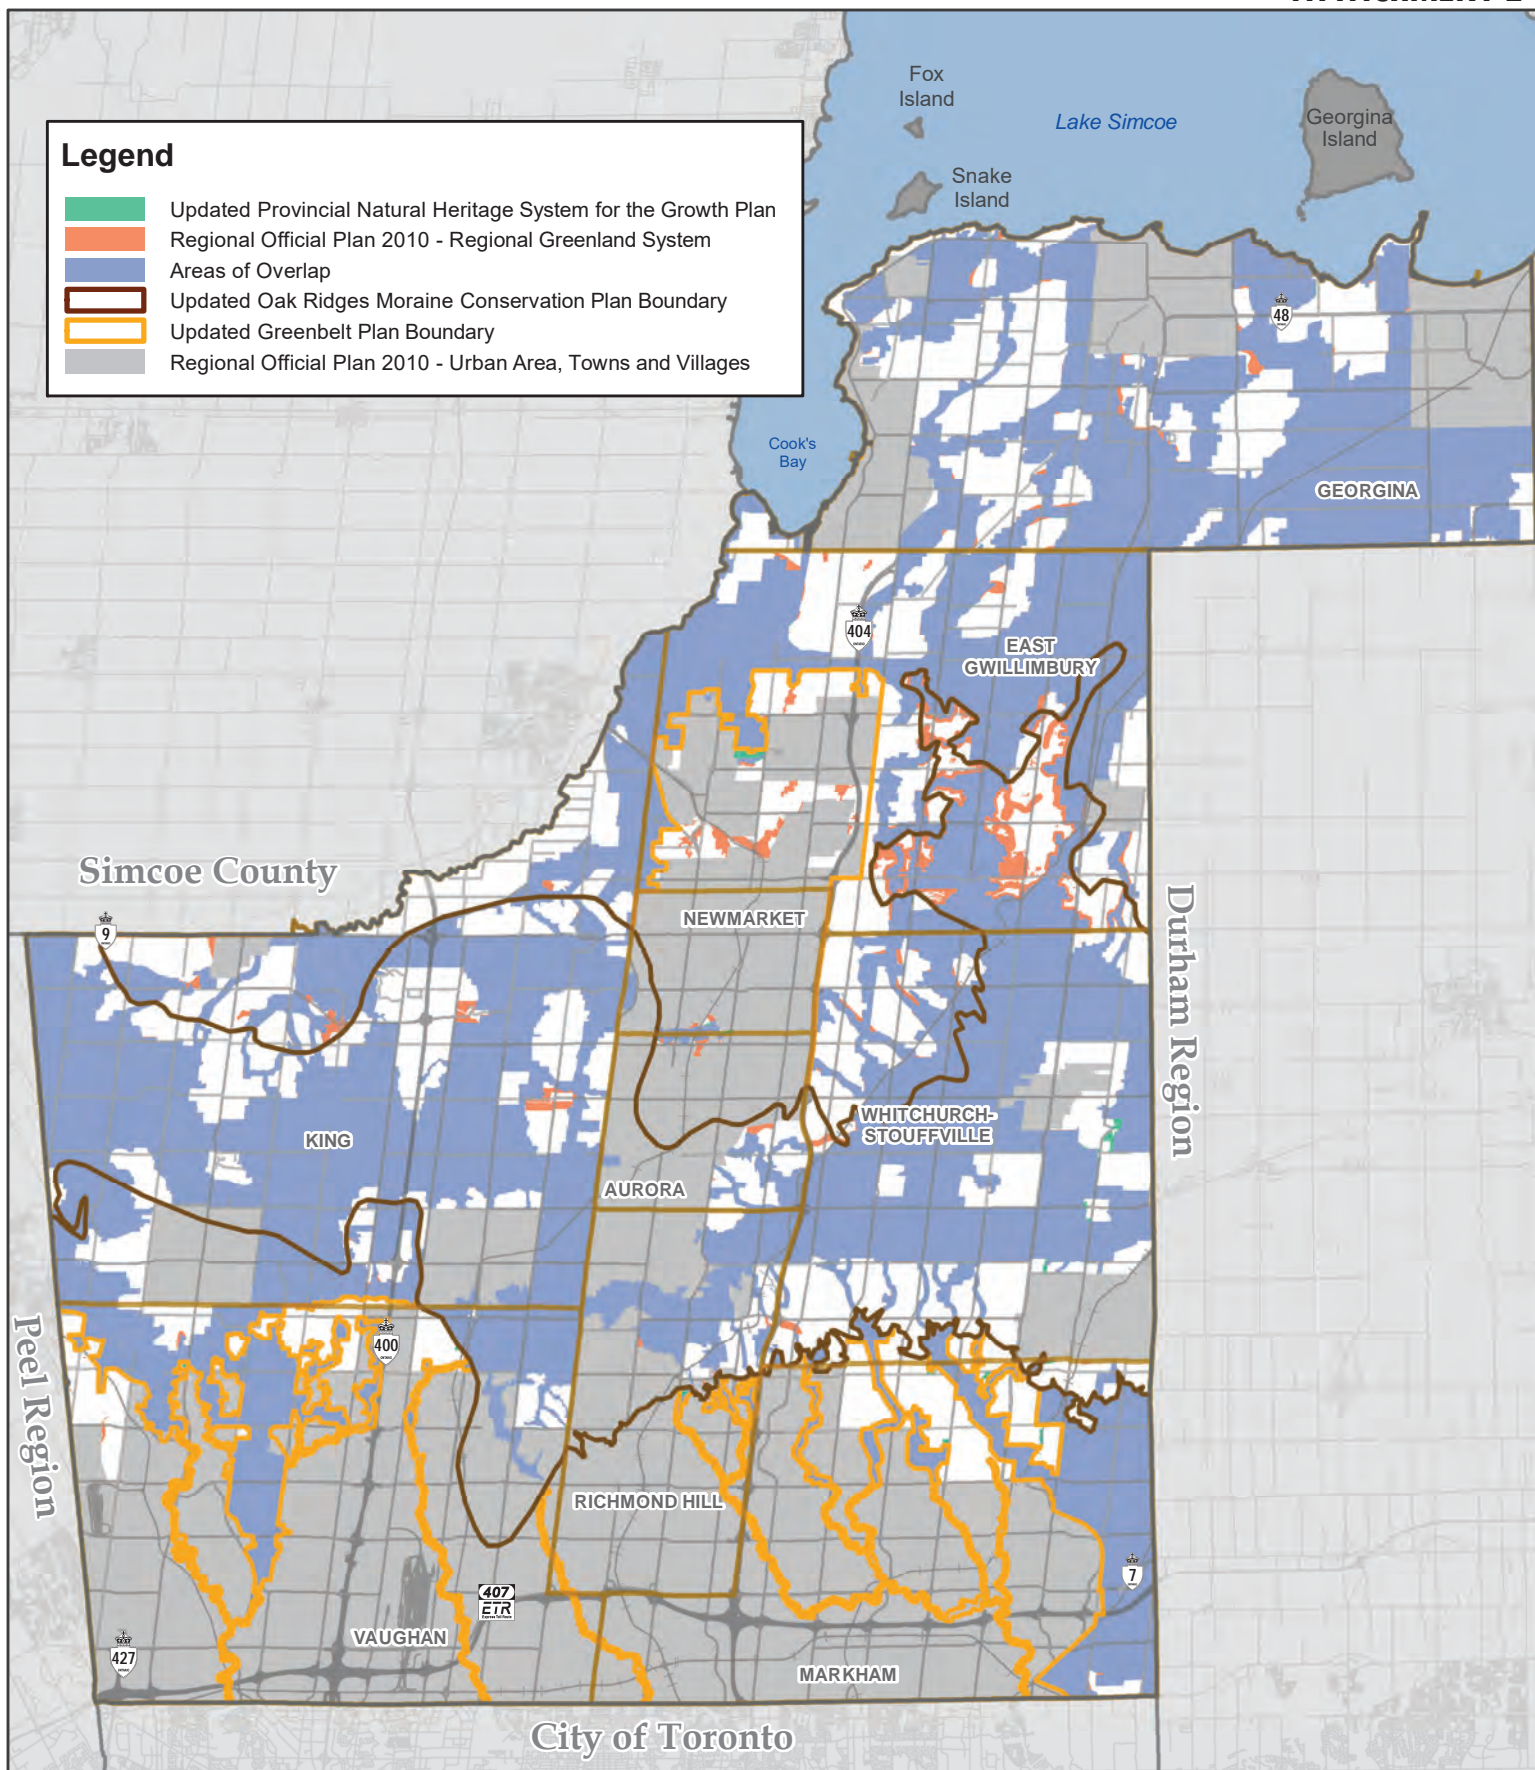 ATTACHMENT 2
Fox
Island
Lake Simcoe
Georgina
Island
Snake
Island
Legend
Updated Provincial Natural Heritage System for the Growth Plan
Regional Official Plan 2010 - Regional Greenland System
Areas of Overlap
Updated Oak Ridges Moraine Conservation Plan Boundary
Updated Greenbelt Plan Boundary
Regional Official Plan 2010 - Urban Area, Towns and Villages
48
Cook's
Bay
GEORGINA
404
EAST
GWILLIMBURY
Simcoe County
9
NEWMARKET
Durham Region
WHITCHURCH-
STOUFFVILLE
KING
AURORA
Peel Region
400
RICHMOND HILL
7
407
ETR
VAUGHAN
427
MARKHAM
City of Toronto